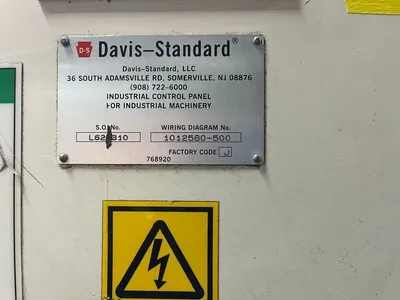 D-S Davis-Standard®
Davis-Standard, LLC
36 SOUTH ADAMSVILLE RD, SOMERVILLE, NJ 08876
(908) 722-6000
INDUSTRIAL CONTROL PANEL
FOR INDUSTRIAL MACHINERY
S.O. No. WIRING DIAGRAM No.
1012580-500
FACTORY CODE J
768920